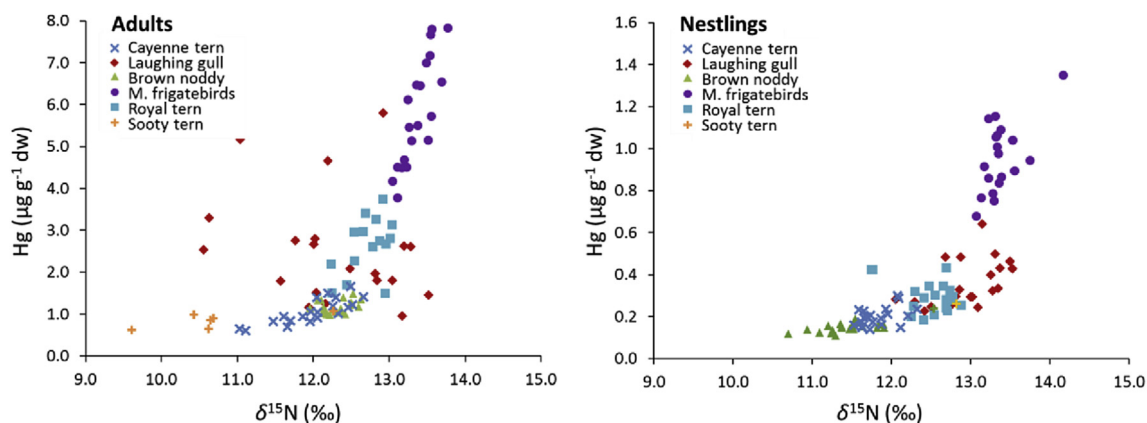 Adults
Cayenne tern
Laughing gull
Brown noddy
M. frigatebirds
Royal tern
Sooty tern
Hg (µg g⁻¹ dw)
8.0
7.0
6.0
5.0
4.0
3.0
2.0
1.0
0.0
9.0 10.0 11.0 12.0 13.0 14.0 15.0
δ¹⁵N (‰)
Nestlings
Cayenne tern
Laughing gull
Brown noddy
M. frigatebirds
Royal tern
Sooty tern
Hg (µg g⁻¹ dw)
1.6
1.4
1.2
1.0
0.8
0.6
0.4
0.2
0.0
9.0 10.0 11.0 12.0 13.0 14.0 15.0
δ¹⁵N (‰)